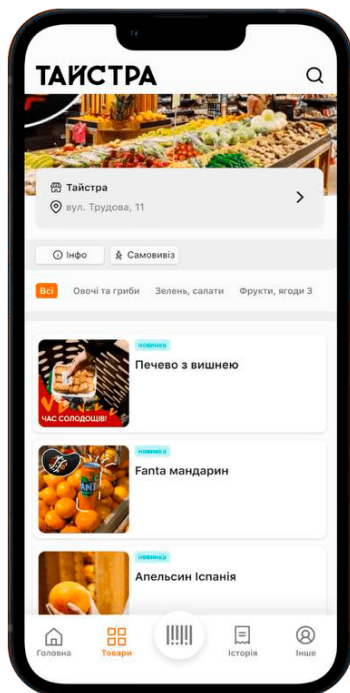 ТАЙСТРА
Тайстра
вул. Трудова, 11
Інфо
Самовивіз
Всі
Овочі та гриби
Зелень, салати
Фрукти, ягоди З
НОВИНКА
Печево з вишнею
ЧАС СОЛОДОЩІВ!
НОВИНКА
Fanta мандарин
НОВИНКА
Апельсин Іспанія
Головна
Товари
Історія
Інше